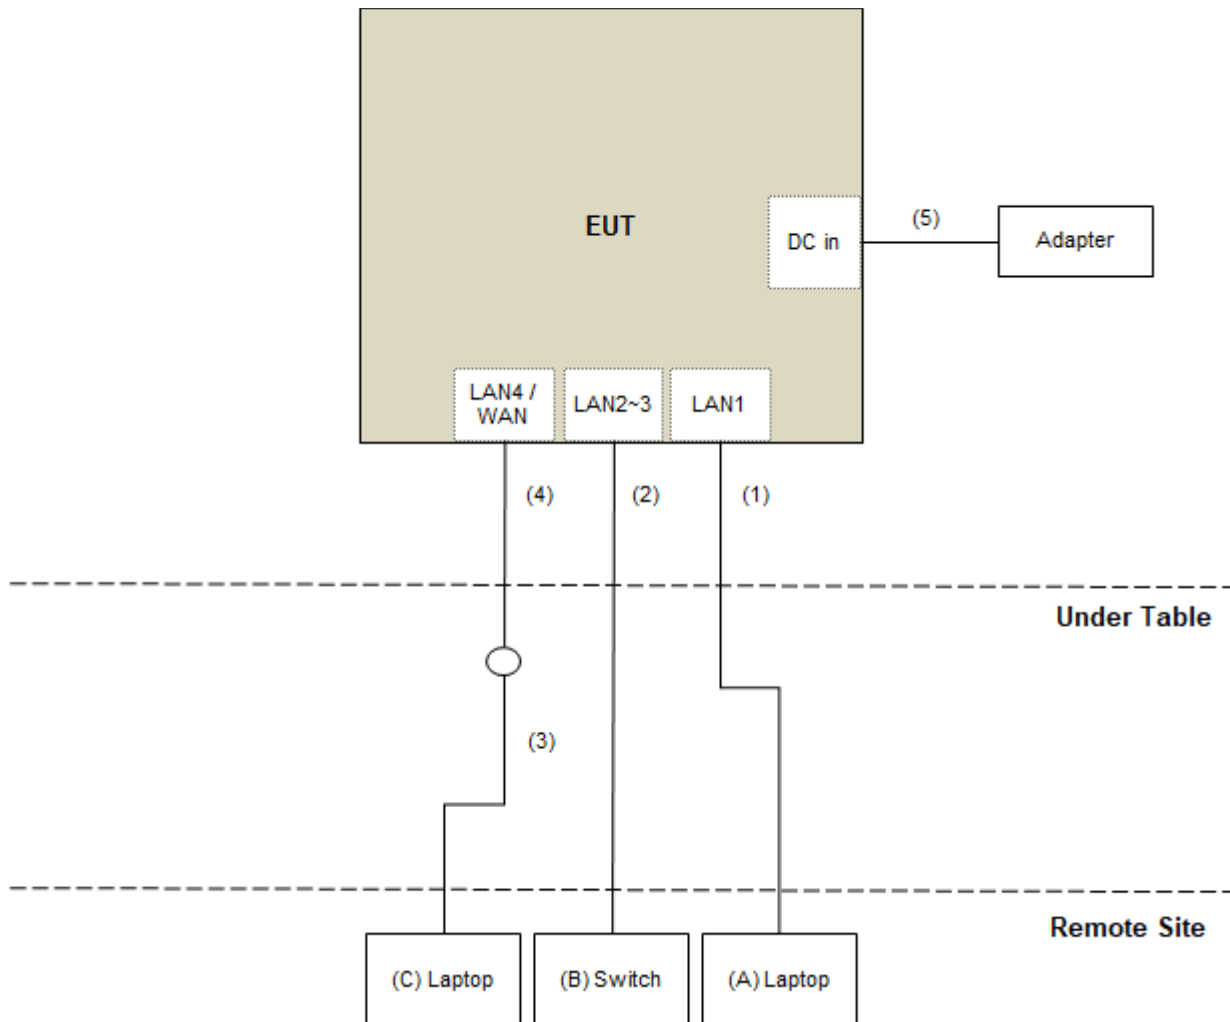 EUT
DC in
(5)
Adapter
LAN4 /
WAN
LAN2~3
LAN1
(4)
(2)
(1)
Under Table
(3)
Remote Site
(C) Laptop
(B) Switch
(A) Laptop